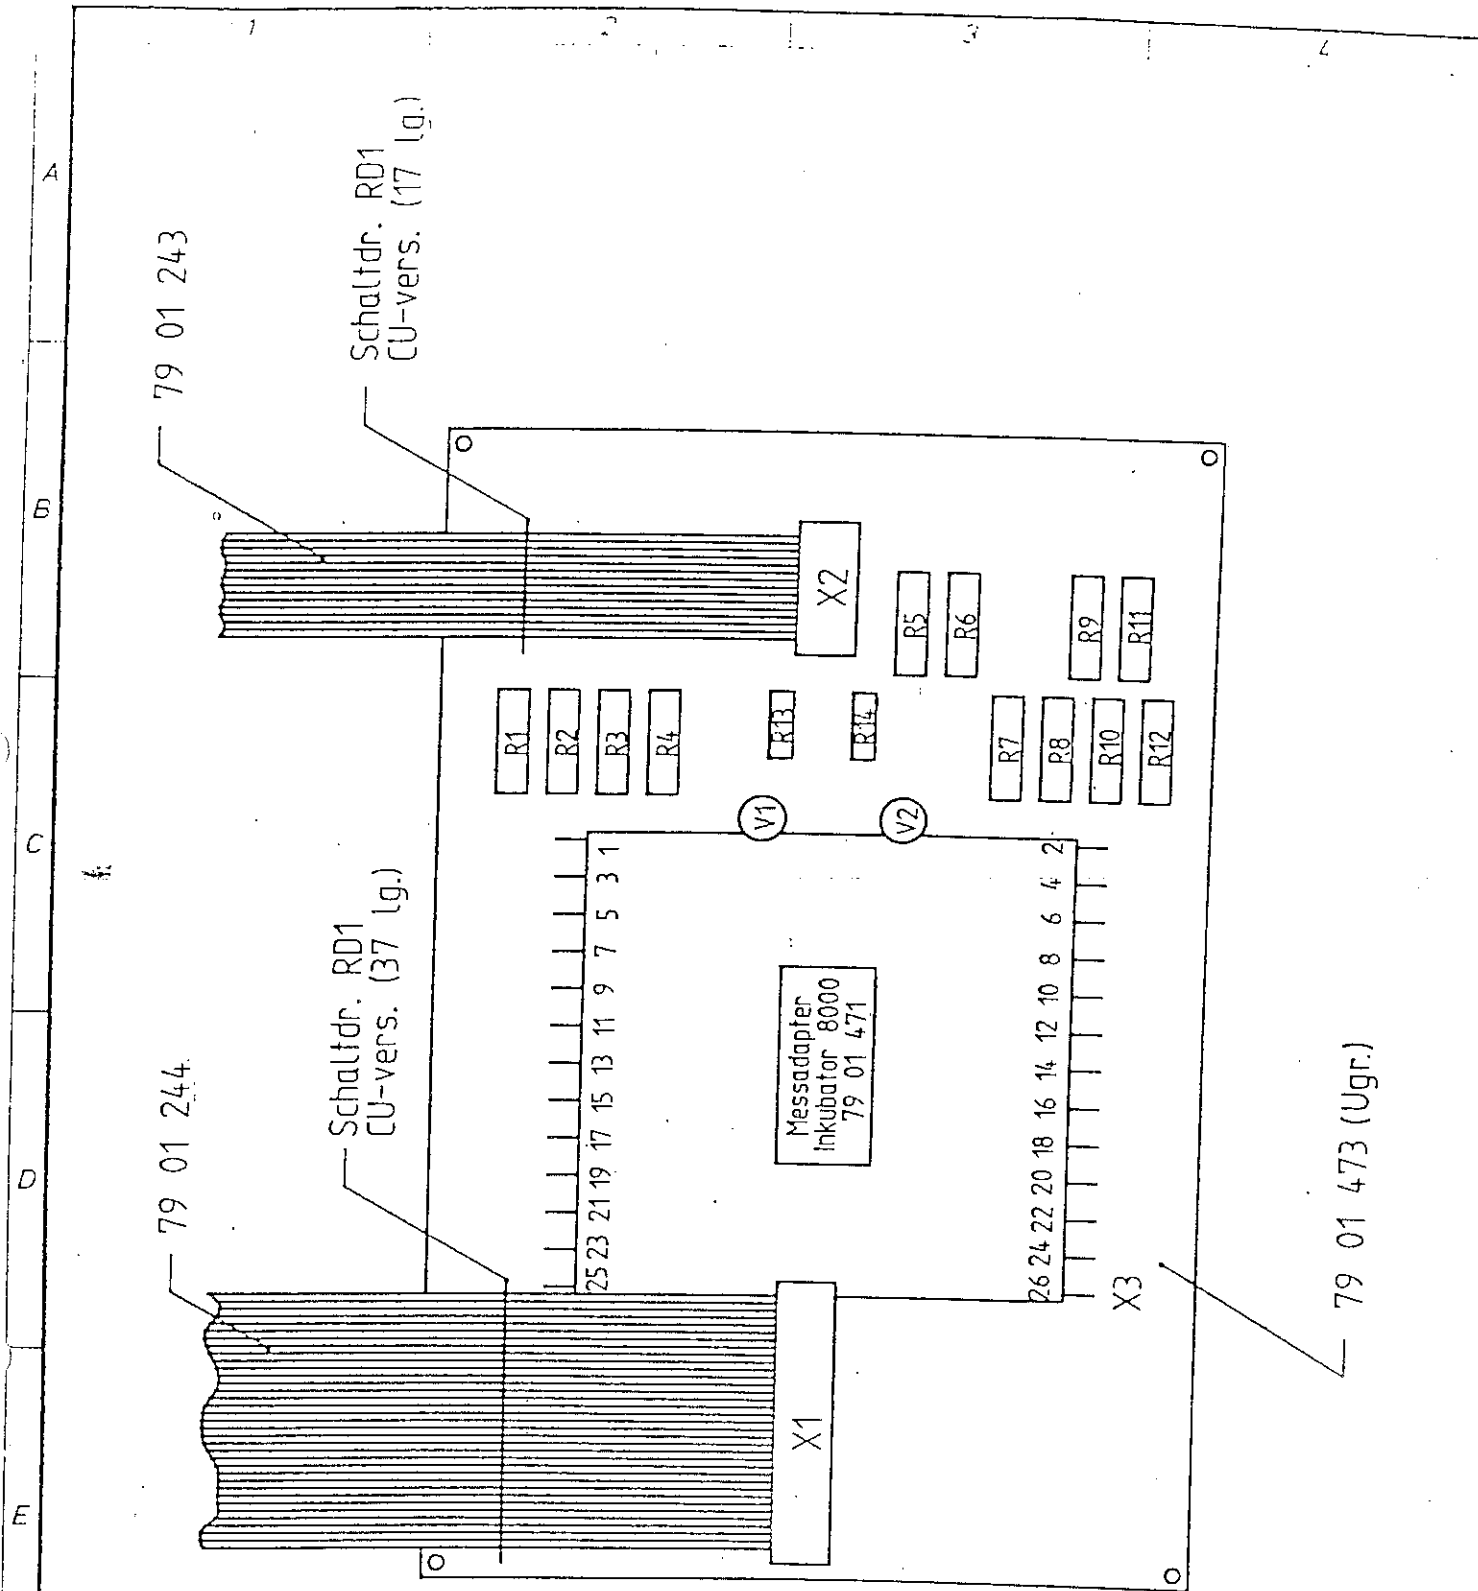 1
2
3
4
A
B
C
D
E
79 01 243
Schaltdr. RD1
CU-vers. (17 lg.)
79 01 244
Schaltdr. RD1
CU-vers. (37 lg.)
X2
R1
R2
R3
R4
R13
R14
R5
R6
R9
R11
R7
R8
R10
R12
V1
V2
25 23 21 19 17 15 13 11 9 7 5 3 1
Messadapter
Inkubator 8000
79 01 471
26 24 22 20 18 16 14 12 10 8 6 4 2
X1
X3
79 01 473 (Ugr.)